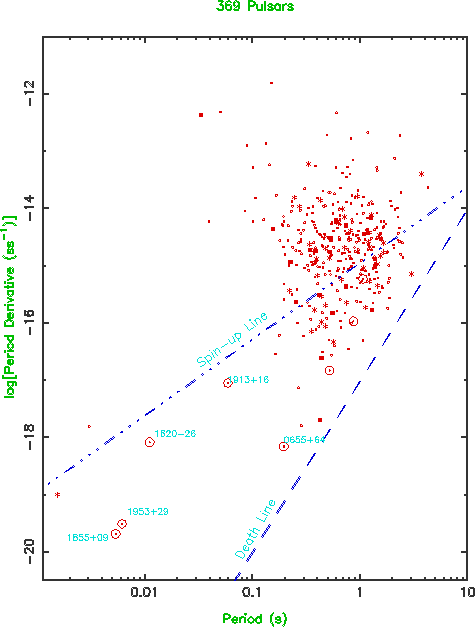 369 Pulsars
log[Period Derivative (ss⁻¹)]
-12
-14
-16
-18
-20
Spin-up Line
1913+16
1820-26
0655+64
1953+29
1855+09
Death Line
0.01
0.1
1
10
Period (s)